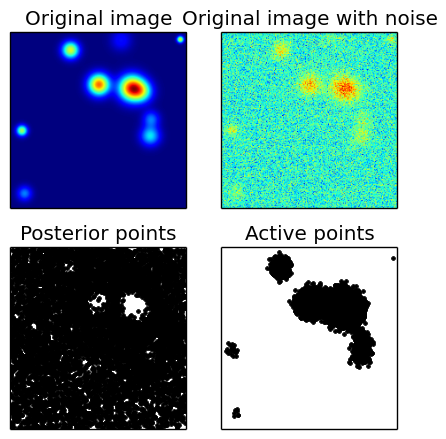 Original image
Original image with noise
Posterior points
Active points